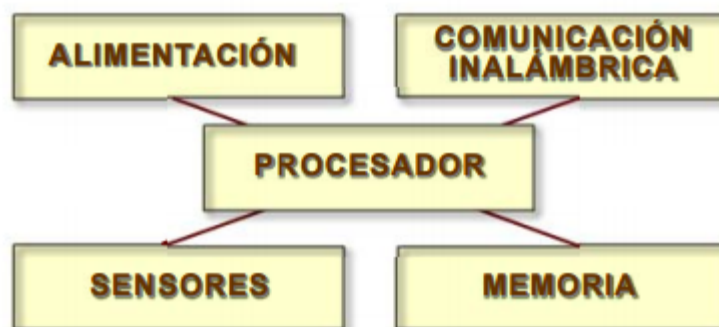 ALIMENTACIÓN
COMUNICACIÓN
INALÁMBRICA
PROCESADOR
SENSORES
MEMORIA